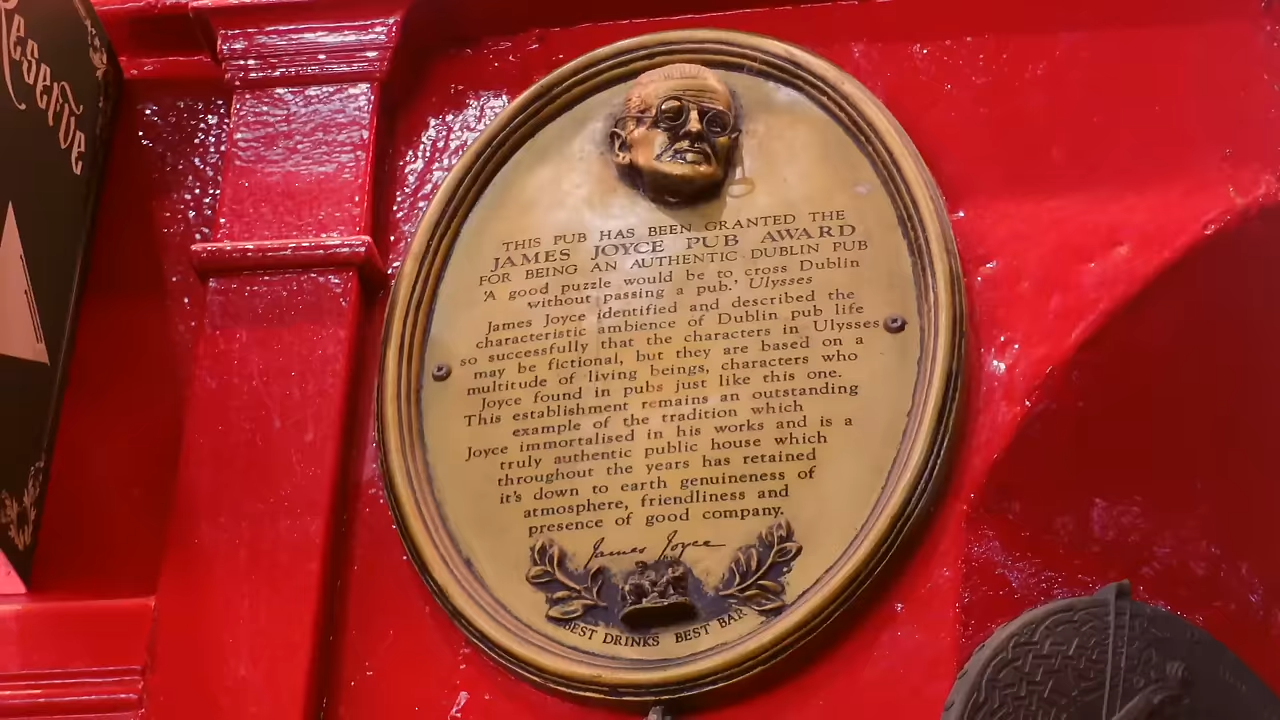 Reserve
THIS PUB HAS BEEN GRANTED THE
JAMES JOYCE PUB AWARD
FOR BEING AN AUTHENTIC DUBLIN PUB
'A good puzzle would be to cross Dublin
without passing a pub.' Ulysses
James Joyce identified and described the
characteristic ambience of Dublin pub life
so successfully that the characters in Ulysses
may be fictional, but they are based on a
multitude of living beings, characters who
Joyce found in pubs just like this one.
This establishment remains an outstanding
example of the tradition which
Joyce immortalised in his works and is a
truly authentic public house which
throughout the years has retained
it's down to earth genuineness of
atmosphere, friendliness and
presence of good company.
James Joyce
BEST DRINKS BEST BAR